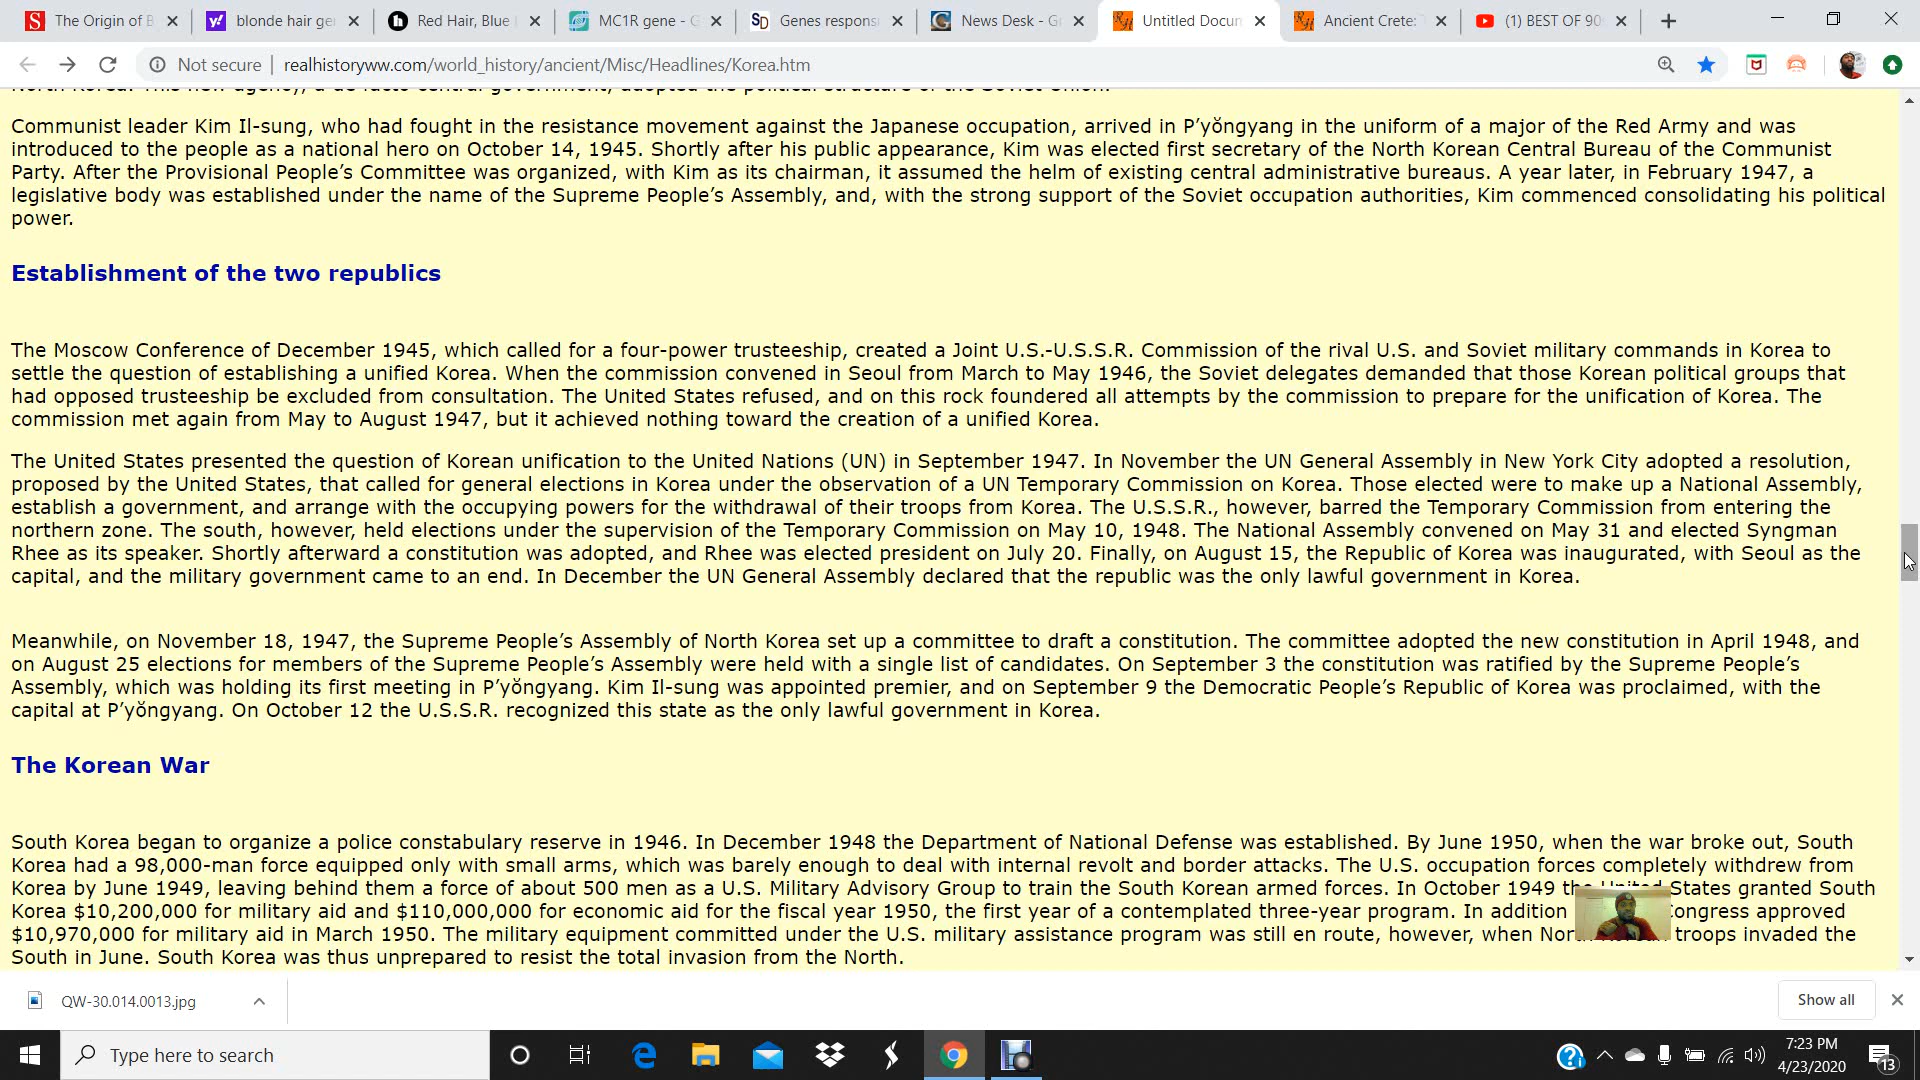 The Origin of B
blonde hair ge
Red Hair, Blue
MC1R gene - G
Genes respons
News Desk - G
Untitled Docum
Ancient Crete:
(1) BEST OF 90
Not secure
realhistoryww.com/world_history/ancient/Misc/Headlines/Korea.htm
North Korea. This new agency, a de facto central government, adopted the political structure of the Soviet Union.
Communist leader Kim Il-sung, who had fought in the resistance movement against the Japanese occupation, arrived in P’yŏngyang in the uniform of a major of the Red Army and was
introduced to the people as a national hero on October 14, 1945. Shortly after his public appearance, Kim was elected first secretary of the North Korean Central Bureau of the Communist
Party. After the Provisional People’s Committee was organized, with Kim as its chairman, it assumed the helm of existing central administrative bureaus. A year later, in February 1947, a
legislative body was established under the name of the Supreme People’s Assembly, and, with the strong support of the Soviet occupation authorities, Kim commenced consolidating his political
power.
Establishment of the two republics
The Moscow Conference of December 1945, which called for a four-power trusteeship, created a Joint U.S.-U.S.S.R. Commission of the rival U.S. and Soviet military commands in Korea to
settle the question of establishing a unified Korea. When the commission convened in Seoul from March to May 1946, the Soviet delegates demanded that those Korean political groups that
had opposed trusteeship be excluded from consultation. The United States refused, and on this rock foundered all attempts by the commission to prepare for the unification of Korea. The
commission met again from May to August 1947, but it achieved nothing toward the creation of a unified Korea.
The United States presented the question of Korean unification to the United Nations (UN) in September 1947. In November the UN General Assembly in New York City adopted a resolution,
proposed by the United States, that called for general elections in Korea under the observation of a UN Temporary Commission on Korea. Those elected were to make up a National Assembly,
establish a government, and arrange with the occupying powers for the withdrawal of their troops from Korea. The U.S.S.R., however, barred the Temporary Commission from entering the
northern zone. The south, however, held elections under the supervision of the Temporary Commission on May 10, 1948. The National Assembly convened on May 31 and elected Syngman
Rhee as its speaker. Shortly afterward a constitution was adopted, and Rhee was elected president on July 20. Finally, on August 15, the Republic of Korea was inaugurated, with Seoul as the
capital, and the military government came to an end. In December the UN General Assembly declared that the republic was the only lawful government in Korea.
Meanwhile, on November 18, 1947, the Supreme People’s Assembly of North Korea set up a committee to draft a constitution. The committee adopted the new constitution in April 1948, and
on August 25 elections for members of the Supreme People’s Assembly were held with a single list of candidates. On September 3 the constitution was ratified by the Supreme People’s
Assembly, which was holding its first meeting in P’yŏngyang. Kim Il-sung was appointed premier, and on September 9 the Democratic People’s Republic of Korea was proclaimed, with the
capital at P’yŏngyang. On October 12 the U.S.S.R. recognized this state as the only lawful government in Korea.
The Korean War
South Korea began to organize a police constabulary reserve in 1946. In December 1948 the Department of National Defense was established. By June 1950, when the war broke out, South
Korea had a 98,000-man force equipped only with small arms, which was barely enough to deal with internal revolt and border attacks. The U.S. occupation forces completely withdrew from
Korea by June 1949, leaving behind them a force of about 500 men as a U.S. Military Advisory Group to train the South Korean armed forces. In October 1949 the United States granted South
Korea $10,200,000 for military aid and $110,000,000 for economic aid for the fiscal year 1950, the first year of a contemplated three-year program. In addition ongress approved
$10,970,000 for military aid in March 1950. The military equipment committed under the U.S. military assistance program was still en route, however, when Nor troops invaded the
South in June. South Korea was thus unprepared to resist the total invasion from the North.
QW-30.014.0013.jpg
Show all
Type here to search
7:23 PM
4/23/2020
13